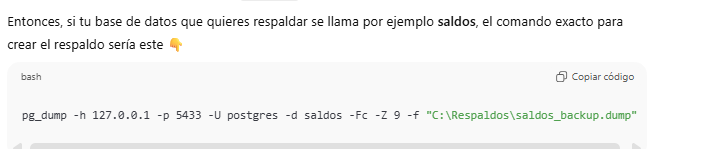 Entonces, si tu base de datos que quieres respaldar se llama por ejemplo saldos, el comando exacto para
crear el respaldo sería este 👇
bash
Copiar código
pg_dump -h 127.0.0.1 -p 5433 -U postgres -d saldos -Fc -Z 9 -f "C:\Respaldos\saldos_backup.dump"